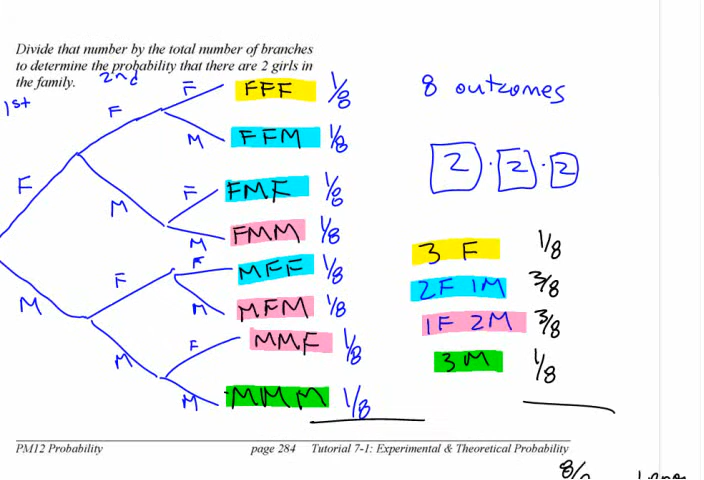 Divide that number by the total number of branches
to determine the probability that there are 2 girls in
the family.
1st
2nd
F
F
F
FFF 1/8
8 outcomes
M
FFM 1/8
2 · 2 · 2
M
F
FMF 1/8
M
FMM 1/8
3 F 1/8
M
F
F
MFF 1/8
2F 1M 3/8
M
MFM 1/8
1F 2M 3/8
M
F
MMF 1/8
3 M 1/8
M
MMM 1/8
PM12 Probability page 284 Tutorial 7-1: Experimental & Theoretical Probability